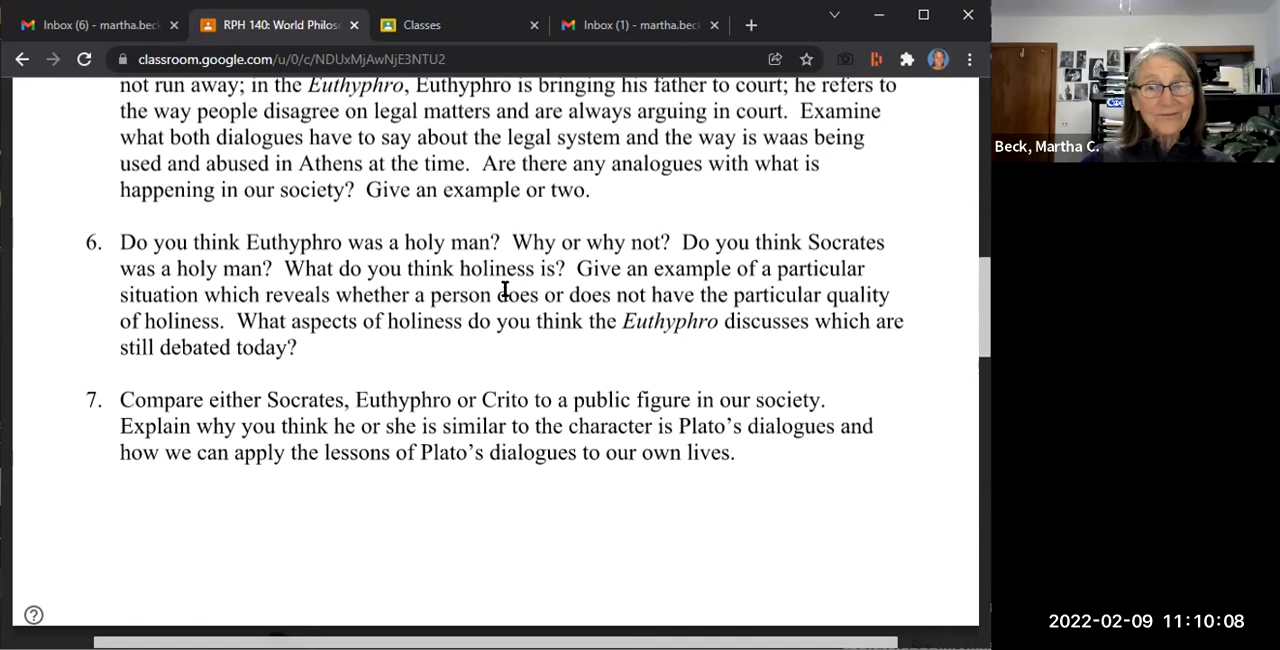 Inbox (6) - martha.beck
RPH 140: World Philos
Classes
Inbox (1) - martha.bec
classroom.google.com/u/0/c/NDUxMjAwNjE3NTU2
not run away; in the Euthyphro, Euthyphro is bringing his father to court; he refers to
the way people disagree on legal matters and are always arguing in court. Examine
what both dialogues have to say about the legal system and the way is waas being
used and abused in Athens at the time. Are there any analogues with what is
happening in our society? Give an example or two.
6. Do you think Euthyphro was a holy man? Why or why not? Do you think Socrates
was a holy man? What do you think holiness is? Give an example of a particular
situation which reveals whether a person does or does not have the particular quality
of holiness. What aspects of holiness do you think the Euthyphro discusses which are
still debated today?
7. Compare either Socrates, Euthyphro or Crito to a public figure in our society.
Explain why you think he or she is similar to the character is Plato's dialogues and
how we can apply the lessons of Plato's dialogues to our own lives.
Beck, Martha C.
2022-02-09 11:10:08